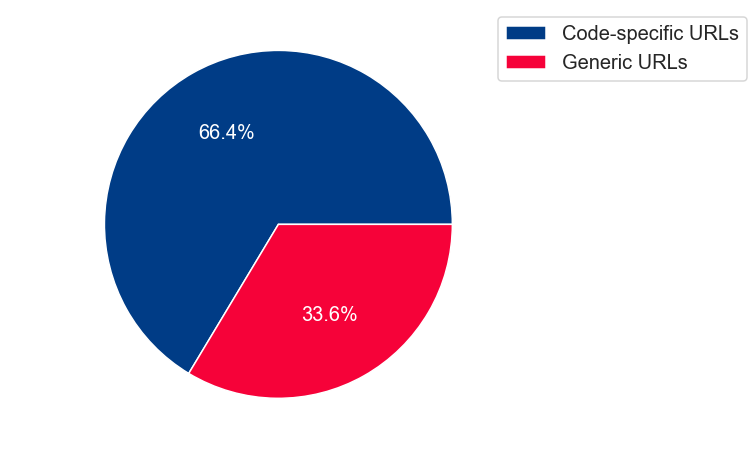 Code-specific URLs
Generic URLs
66.4%
33.6%